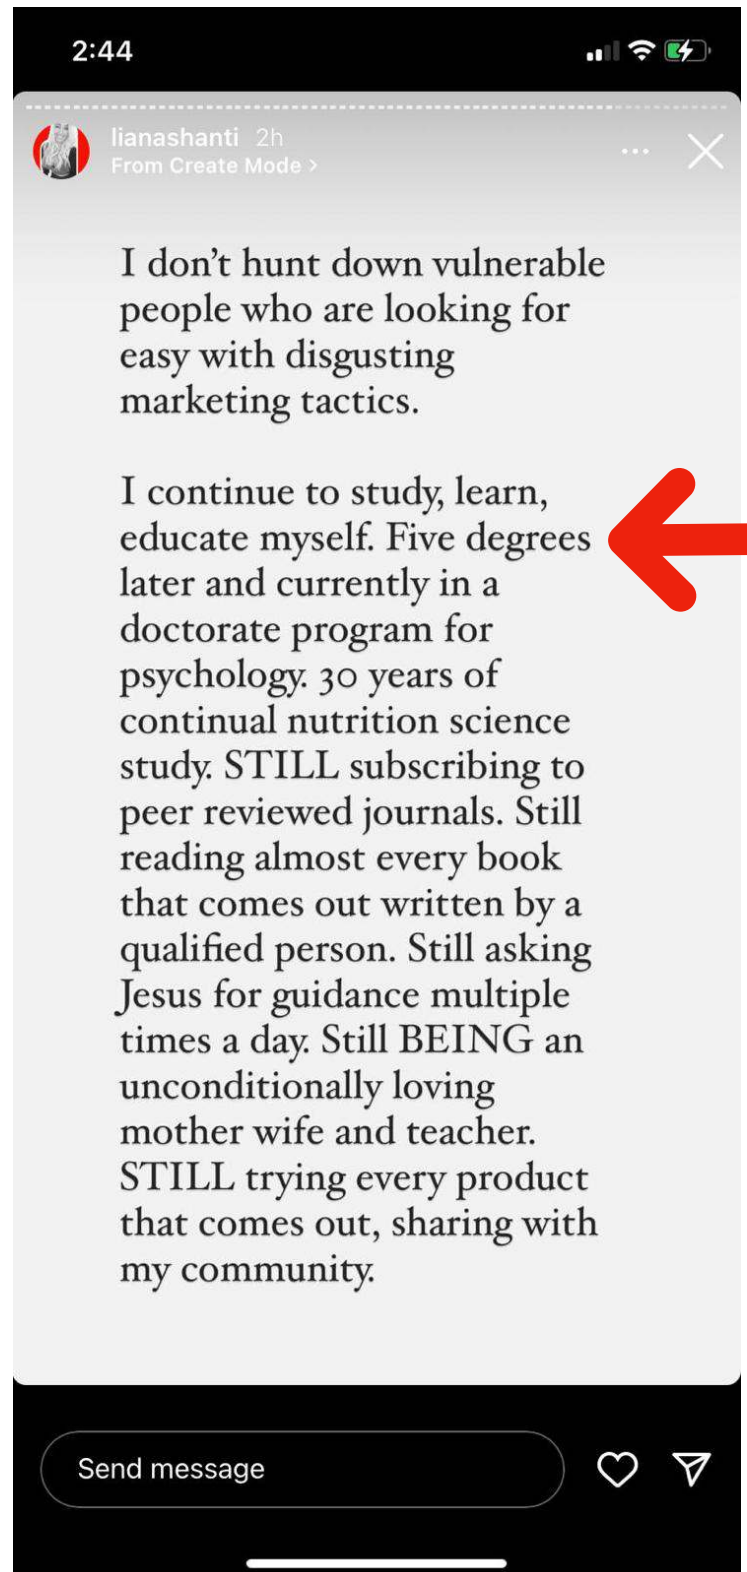 2:44
lianashanti 2h
From Create Mode >
I don’t hunt down vulnerable
people who are looking for
easy with disgusting
marketing tactics.
I continue to study, learn,
educate myself. Five degrees
later and currently in a
doctorate program for
psychology. 30 years of
continual nutrition science
study. STILL subscribing to
peer reviewed journals. Still
reading almost every book
that comes out written by a
qualified person. Still asking
Jesus for guidance multiple
times a day. Still BEING an
unconditionally loving
mother wife and teacher.
STILL trying every product
that comes out, sharing with
my community.
Send message